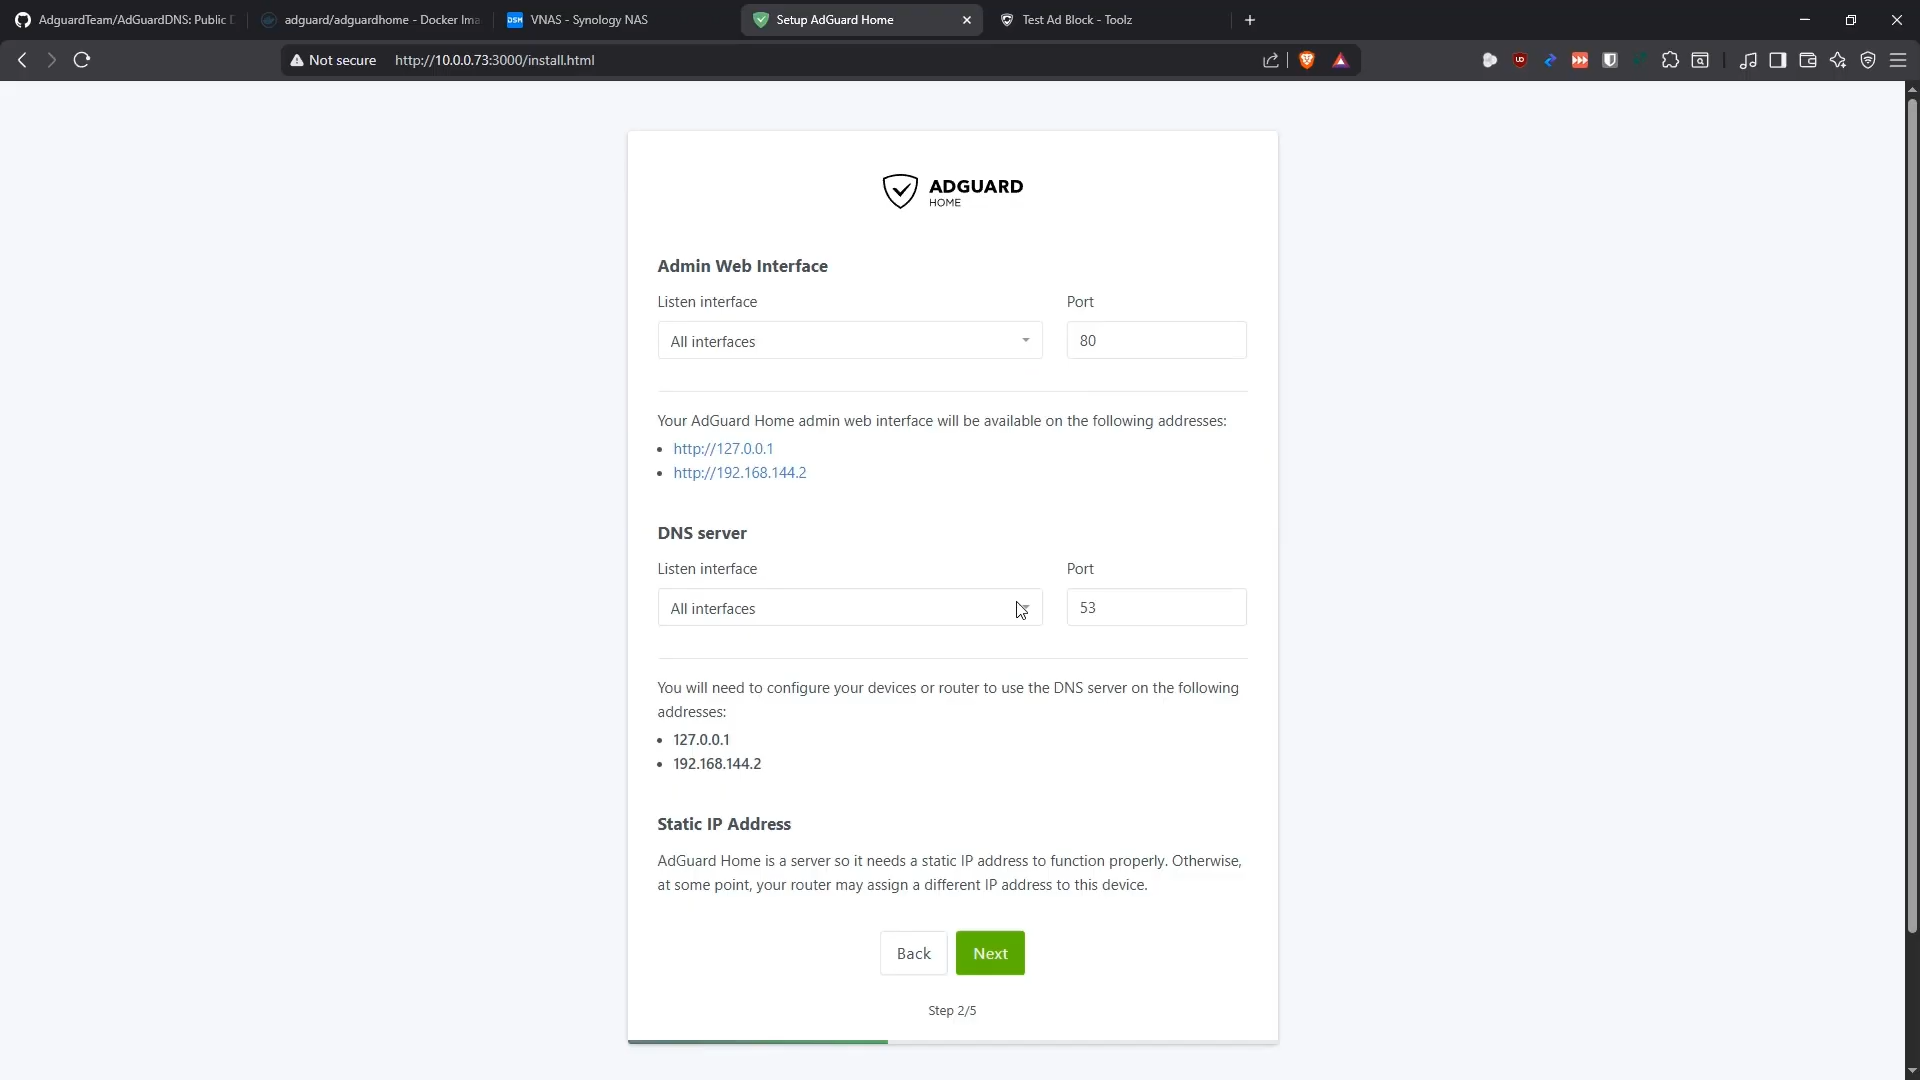 AdguardTeam/AdGuardDNS: Public
adguard/adguardhome - Docker Ima
DSM VNAS - Synology NAS
Setup AdGuard Home
Test Ad Block - Toolz
Not secure
http://10.0.0.73:3000/install.html
ADGUARD
HOME
Admin Web Interface
Listen interface
Port
All interfaces
80
Your AdGuard Home admin web interface will be available on the following addresses:
http://127.0.0.1
http://192.168.144.2
DNS server
Listen interface
Port
All interfaces
53
You will need to configure your devices or router to use the DNS server on the following
addresses:
127.0.0.1
192.168.144.2
Static IP Address
AdGuard Home is a server so it needs a static IP address to function properly. Otherwise,
at some point, your router may assign a different IP address to this device.
Back
Next
Step 2/5